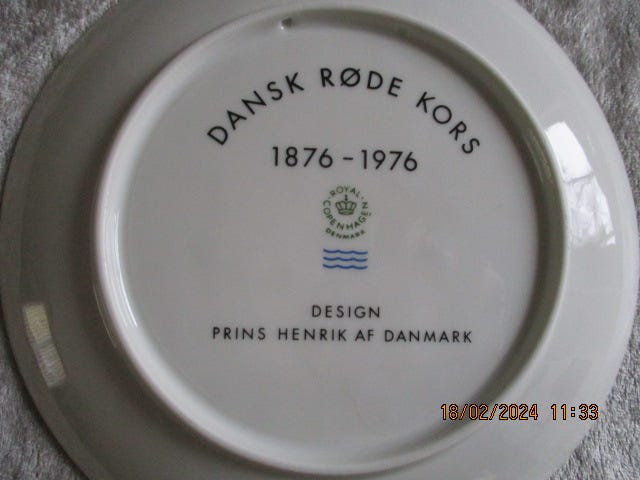 DANSK RØDE KORS
1876-1976
ROYAL
COPENHAGEN
DENMARK
DESIGN
PRINS HENRIK AF DANMARK
18/02/2024 11:33